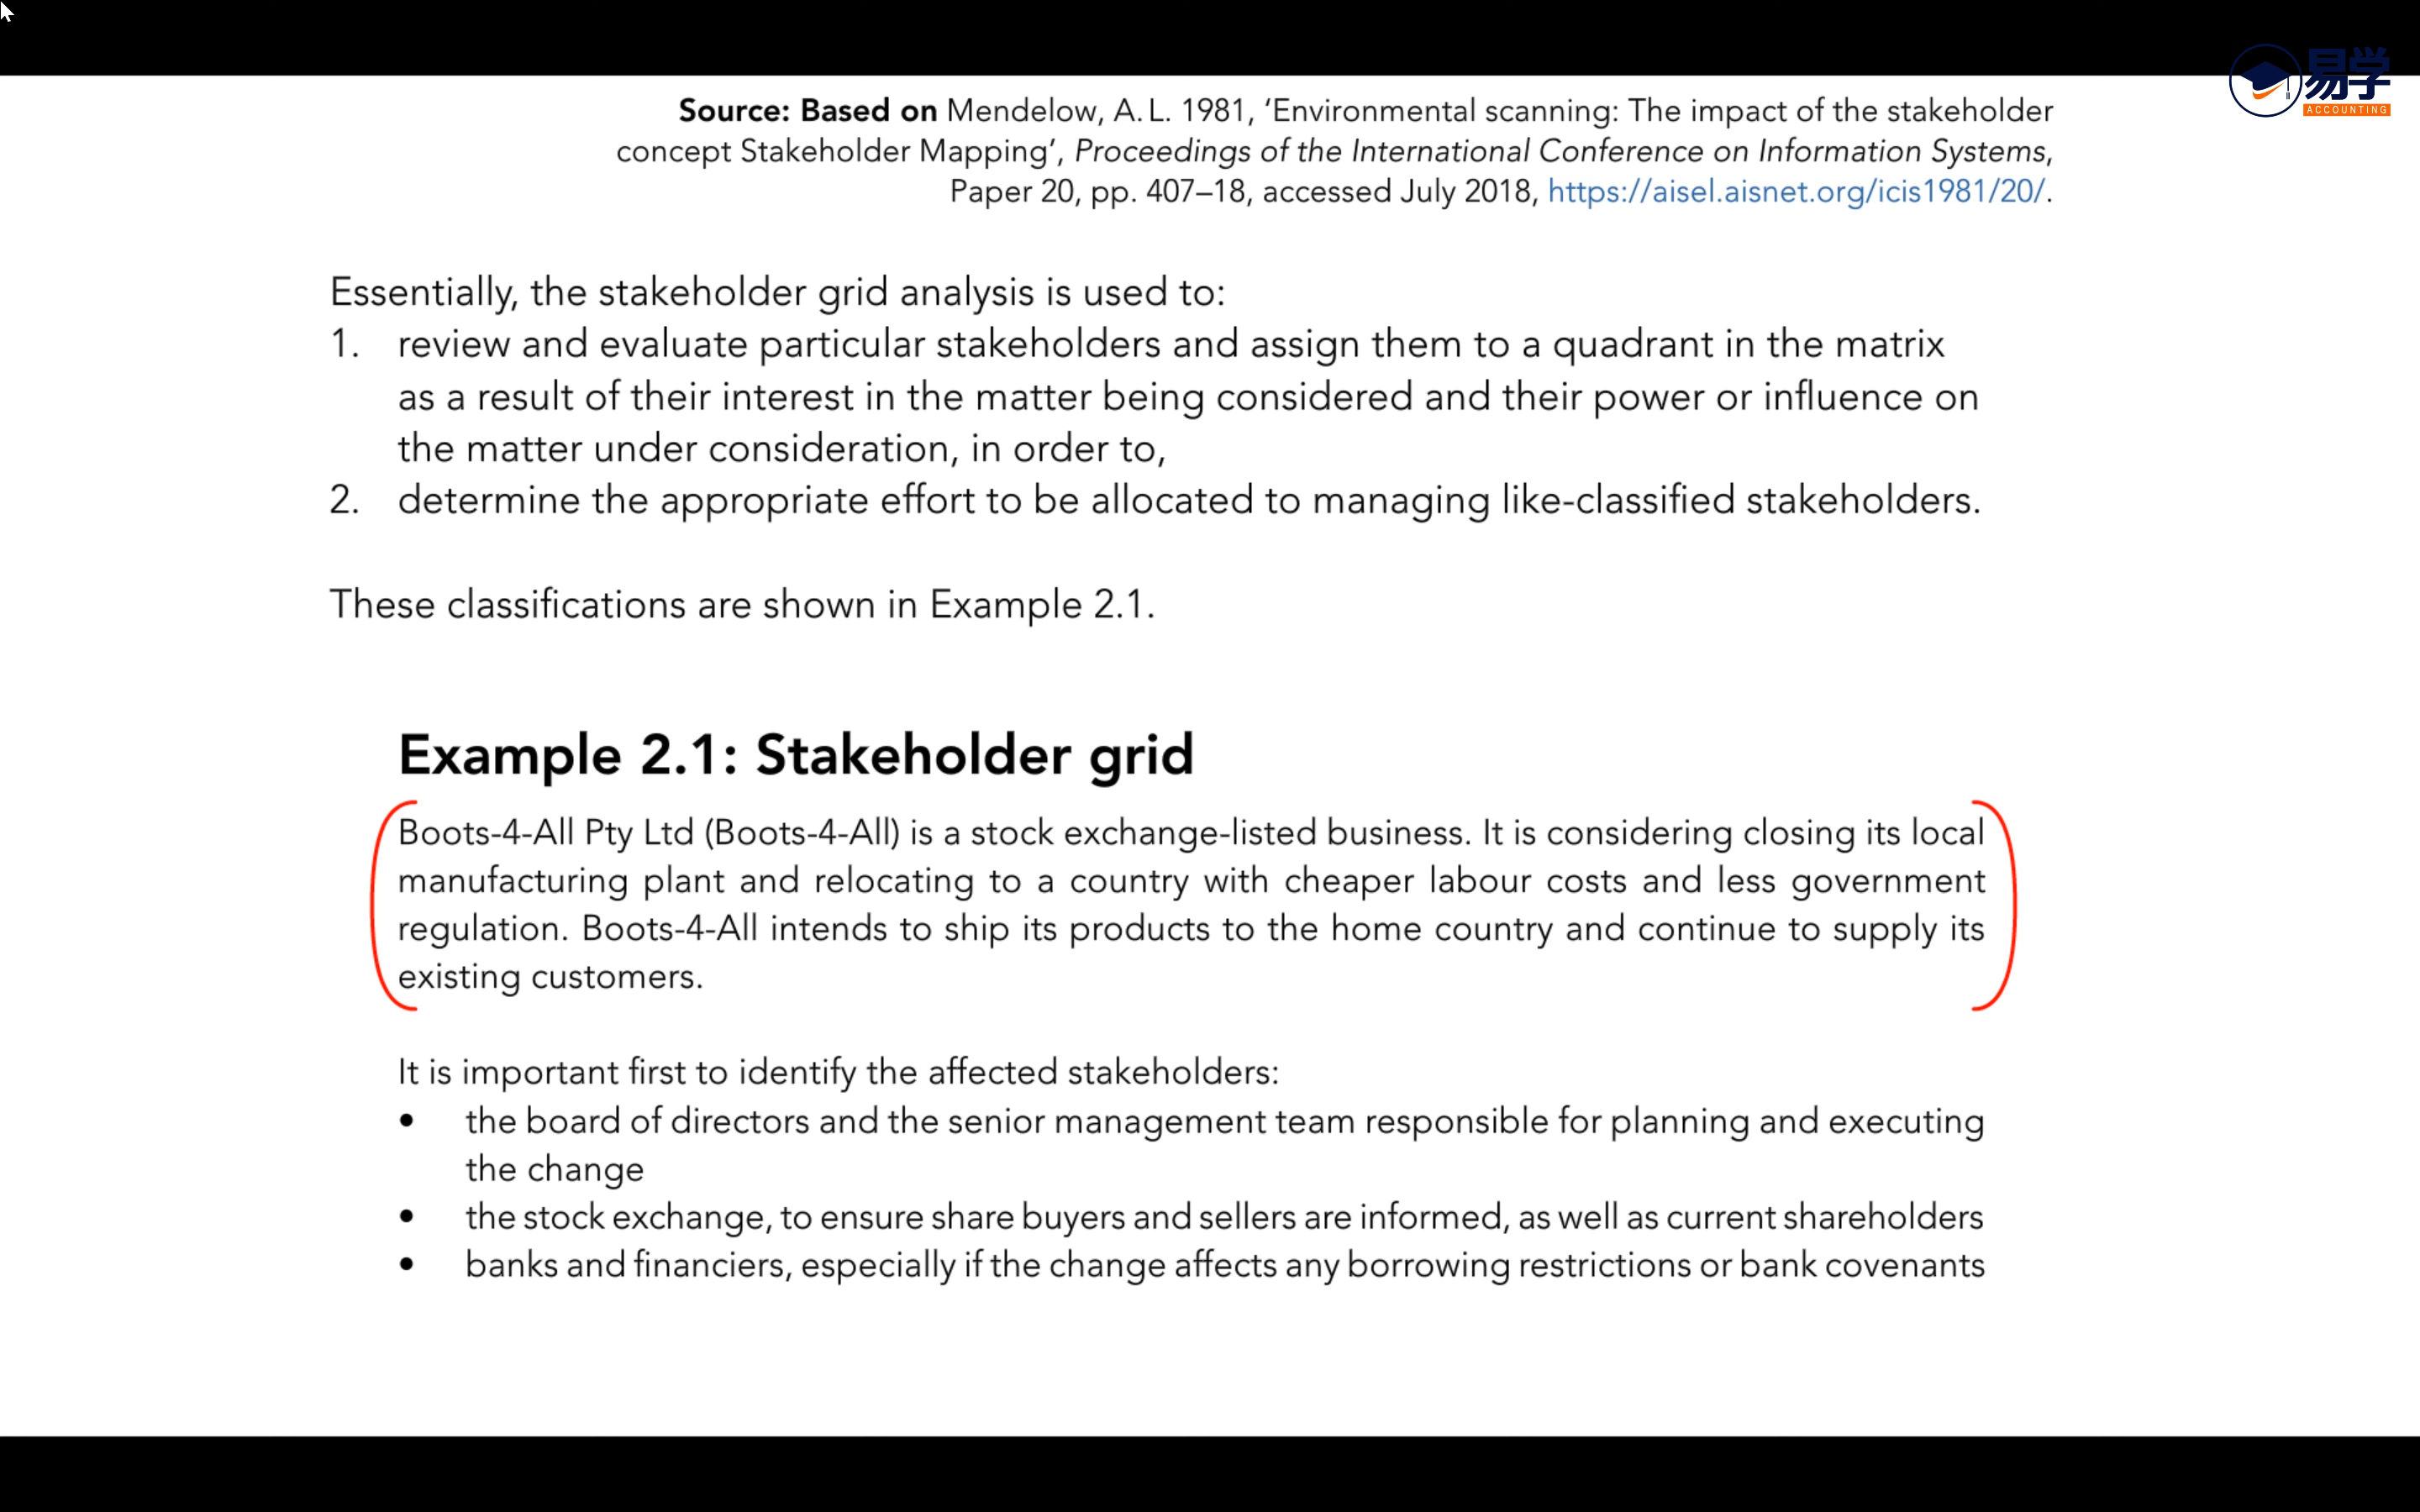 易学
ACCOUNTING
Source: Based on Mendelow, A.L. 1981, ‘Environmental scanning: The impact of the stakeholder
concept Stakeholder Mapping’, Proceedings of the International Conference on Information Systems,
Paper 20, pp. 407–18, accessed July 2018, https://aisel.aisnet.org/icis1981/20/.
Essentially, the stakeholder grid analysis is used to:
1. review and evaluate particular stakeholders and assign them to a quadrant in the matrix
as a result of their interest in the matter being considered and their power or influence on
the matter under consideration, in order to,
2. determine the appropriate effort to be allocated to managing like-classified stakeholders.
These classifications are shown in Example 2.1.
Example 2.1: Stakeholder grid
Boots-4-All Pty Ltd (Boots-4-All) is a stock exchange-listed business. It is considering closing its local
manufacturing plant and relocating to a country with cheaper labour costs and less government
regulation. Boots-4-All intends to ship its products to the home country and continue to supply its
existing customers.
It is important first to identify the affected stakeholders:
• the board of directors and the senior management team responsible for planning and executing
the change
• the stock exchange, to ensure share buyers and sellers are informed, as well as current shareholders
• banks and financiers, especially if the change affects any borrowing restrictions or bank covenants